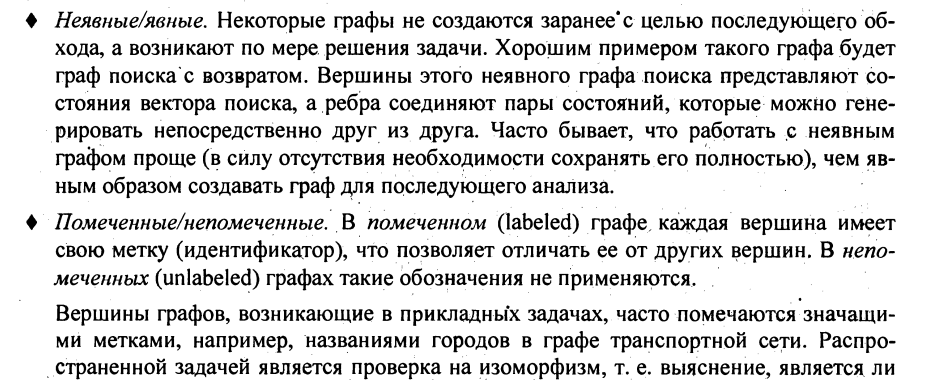 ♦ Неявные/явные. Некоторые графы не создаются заранее с целью последующего об-
хода, а возникают по мере решения задачи. Хорошим примером такого графа будет
граф поиска с возвратом. Вершины этого неявного графа поиска представляют со-
стояния вектора поиска, а ребра соединяют пары состояний, которые можно гене-
рировать непосредственно друг из друга. Часто бывает, что работать с неявным
графом проще (в силу отсутствия необходимости сохранять его полностью), чем яв-
ным образом создавать граф для последующего анализа.
♦ Помеченные/непомеченные. В помеченном (labeled) графе каждая вершина имеет
свою метку (идентификатор), что позволяет отличать ее от других вершин. В непо-
меченных (unlabeled) графах такие обозначения не применяются.
Вершины графов, возникающие в прикладных задачах, часто помечаются значащи-
ми метками, например, названиями городов в графе транспортной сети. Распро-
страненной задачей является проверка на изоморфизм, т. е. выяснение, является ли